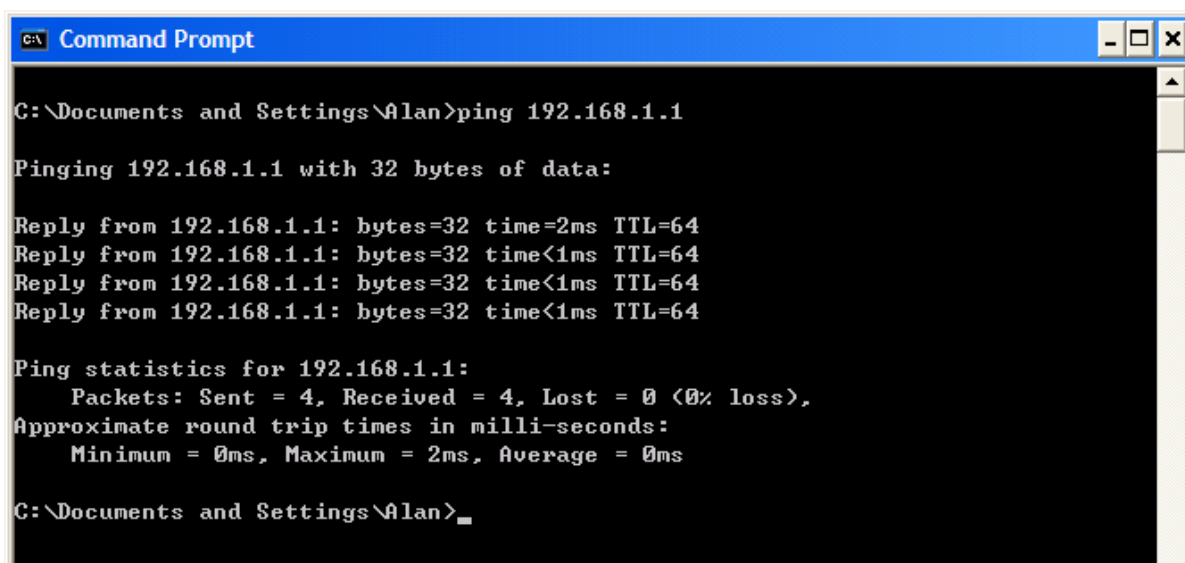 Command Prompt
C:\Documents and Settings\Alan>ping 192.168.1.1
Pinging 192.168.1.1 with 32 bytes of data:
Reply from 192.168.1.1: bytes=32 time=2ms TTL=64
Reply from 192.168.1.1: bytes=32 time<1ms TTL=64
Reply from 192.168.1.1: bytes=32 time<1ms TTL=64
Reply from 192.168.1.1: bytes=32 time<1ms TTL=64
Ping statistics for 192.168.1.1:
    Packets: Sent = 4, Received = 4, Lost = 0 (0% loss),
Approximate round trip times in milli-seconds:
    Minimum = 0ms, Maximum = 2ms, Average = 0ms
C:\Documents and Settings\Alan>_